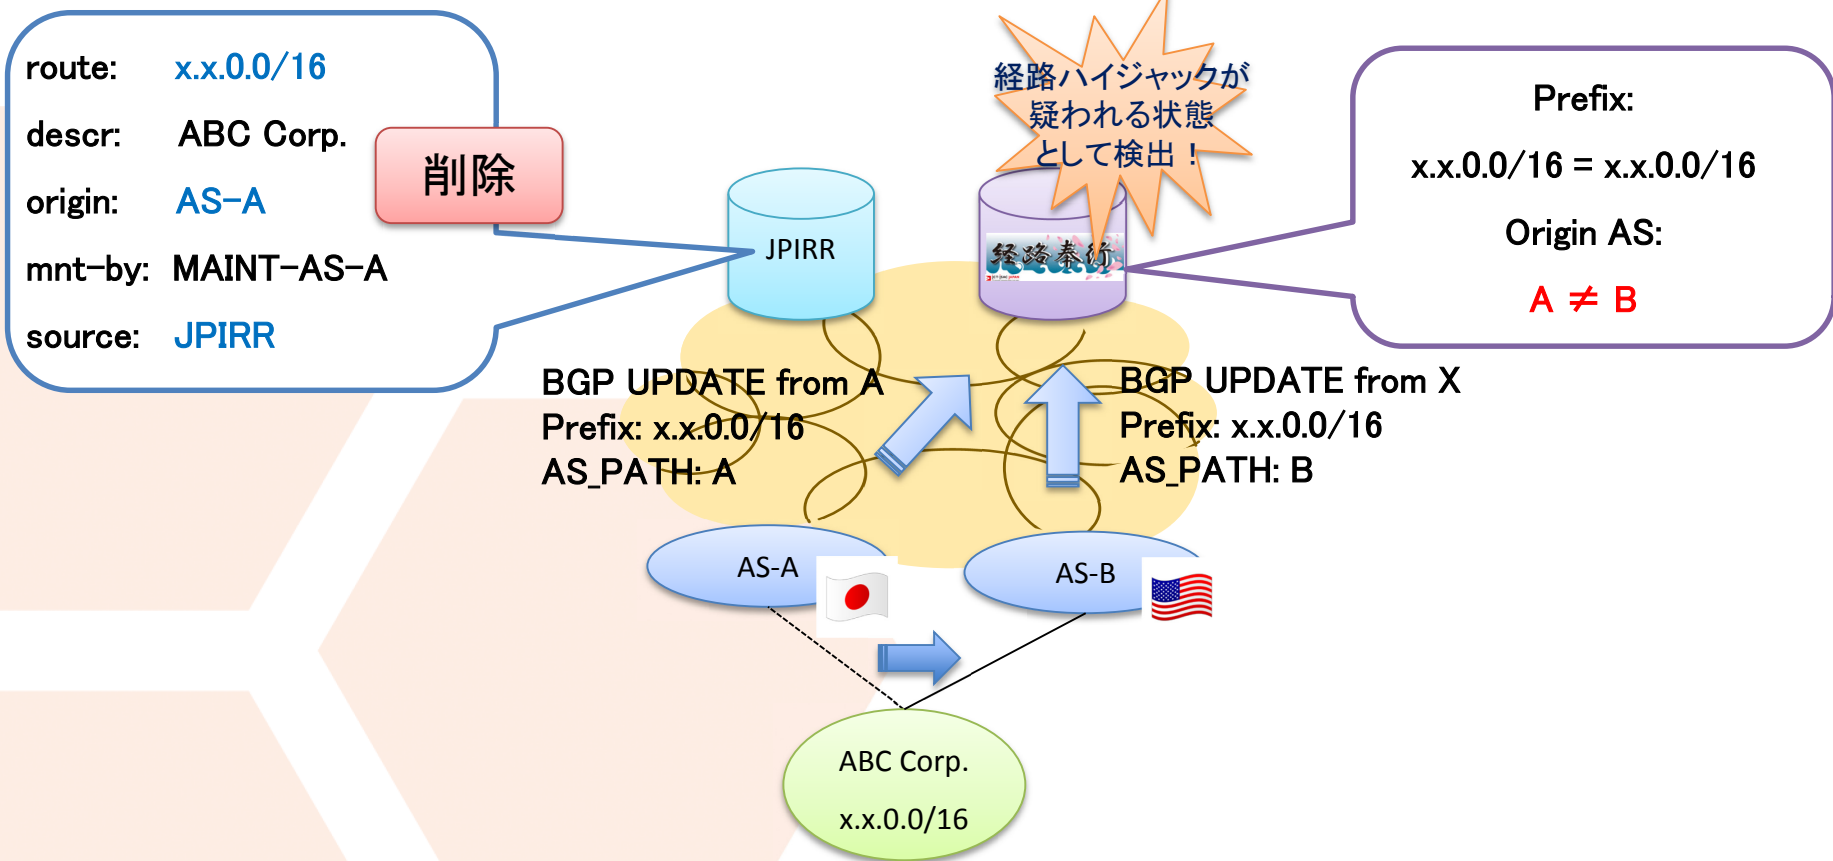 route: x.x.0.0/16
descr: ABC Corp.
origin: AS-A
mnt-by: MAINT-AS-A
source: JPIRR
削除
JPIRR
経路ハイジャックが
疑われる状態
として検出！
経路奉行
Prefix:
x.x.0.0/16 = x.x.0.0/16
Origin AS:
A ≠ B
BGP UPDATE from A
Prefix: x.x.0.0/16
AS_PATH: A
BGP UPDATE from X
Prefix: x.x.0.0/16
AS_PATH: B
AS-A
AS-B
ABC Corp.
x.x.0.0/16